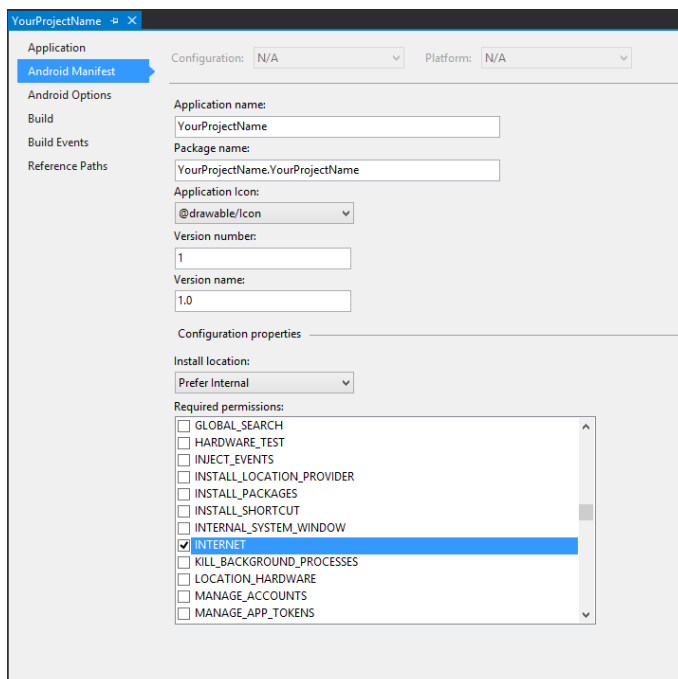 YourProjectName
Application
Android Manifest
Android Options
Build
Build Events
Reference Paths
Configuration: N/A Platform: N/A
Application name:
YourProjectName
Package name:
YourProjectName.YourProjectName
Application Icon:
@drawable/Icon
Version number:
1
Version name:
1.0
Configuration properties
Install location:
Prefer Internal
Required permissions:
GLOBAL_SEARCH
HARDWARE_TEST
INJECT_EVENTS
INSTALL_LOCATION_PROVIDER
INSTALL_PACKAGES
INSTALL_SHORTCUT
INTERNAL_SYSTEM_WINDOW
INTERNET
KILL_BACKGROUND_PROCESSES
LOCATION_HARDWARE
MANAGE_ACCOUNTS
MANAGE_APP_TOKENS